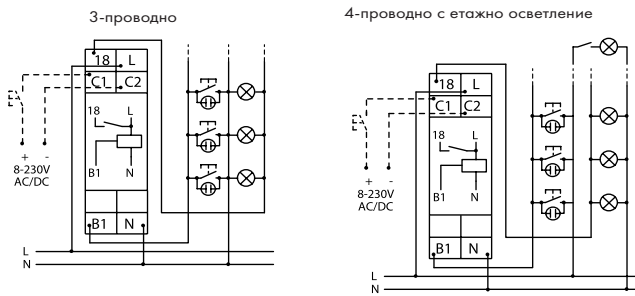 3-проводно
18 L
C1 C2
18 L
B1 N
B1 N
+ -
8-230V
AC/DC
L
N
4-проводно с етажно осветление
18 L
C1 C2
18 L
B1 N
B1 N
+ -
8-230V
AC/DC
L
N